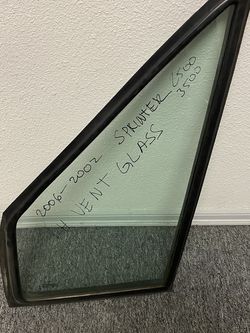 2006-2002 SPRINTER 2500
3500
H VENT GLASS